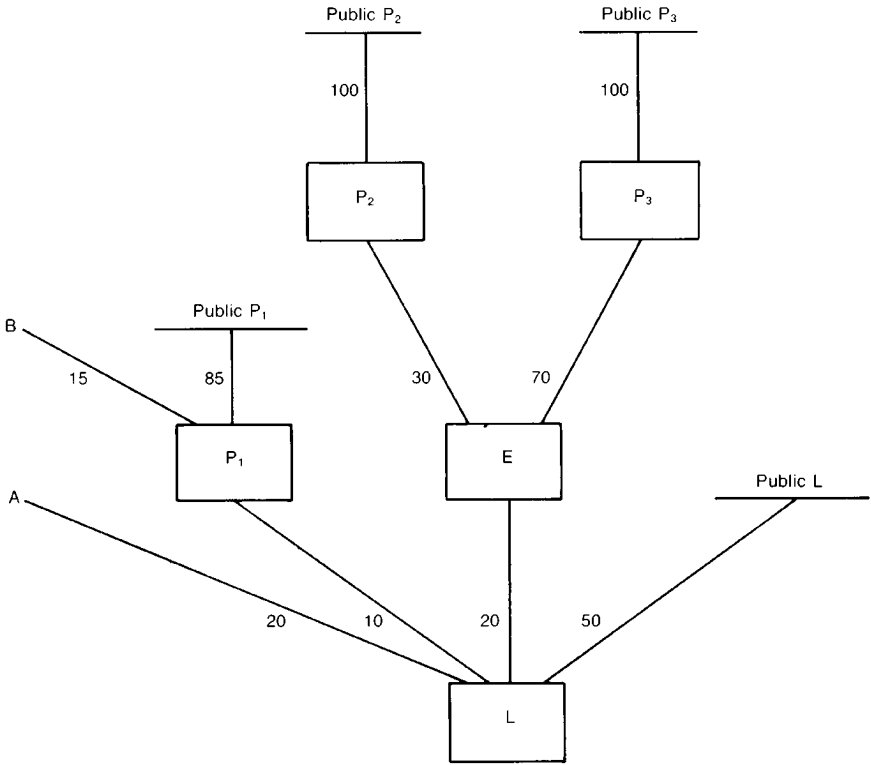 Public P₂
Public P₃
100
100
P₂
P₃
Public P₁
B
15
85
30
70
P₁
E
A
Public L
20
10
20
50
L